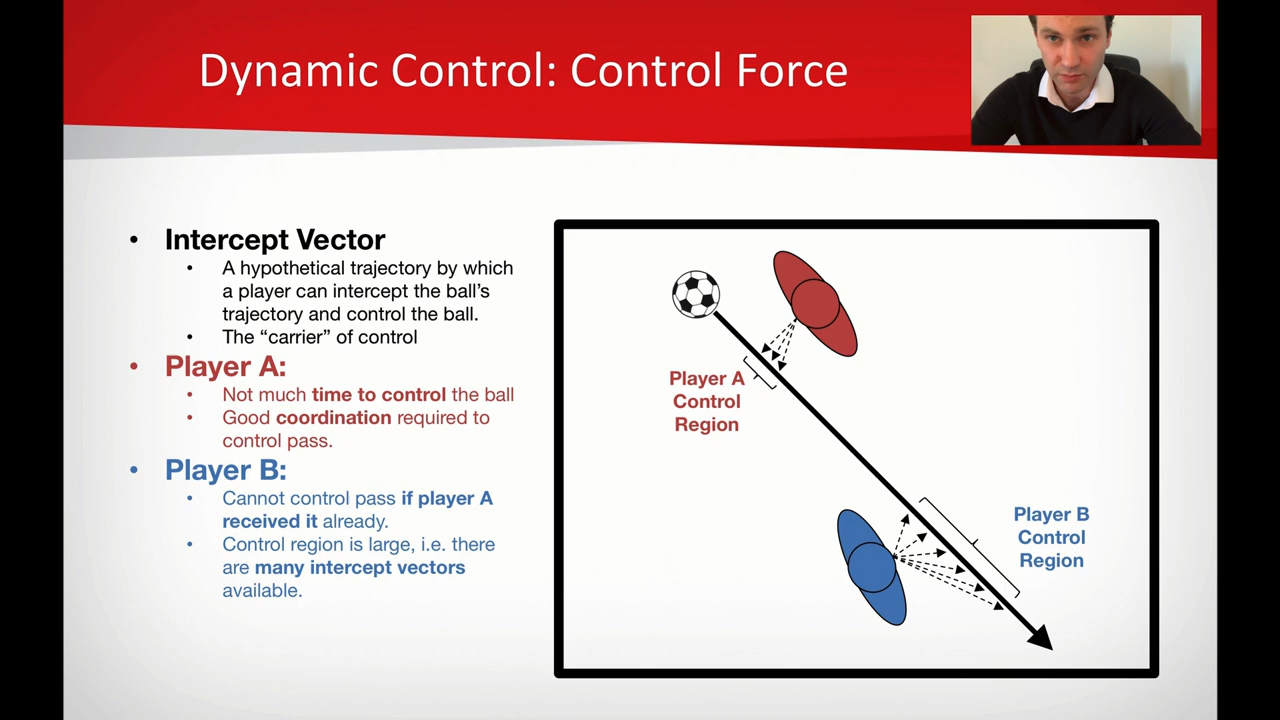 Dynamic Control: Control Force
• Intercept Vector
• A hypothetical trajectory by which
a player can intercept the ball’s
trajectory and control the ball.
• The “carrier” of control
• Player A:
• Not much time to control the ball
• Good coordination required to
control pass.
• Player B:
• Cannot control pass if player A
received it already.
• Control region is large, i.e. there
are many intercept vectors
available.
Player A
Control
Region
Player B
Control
Region